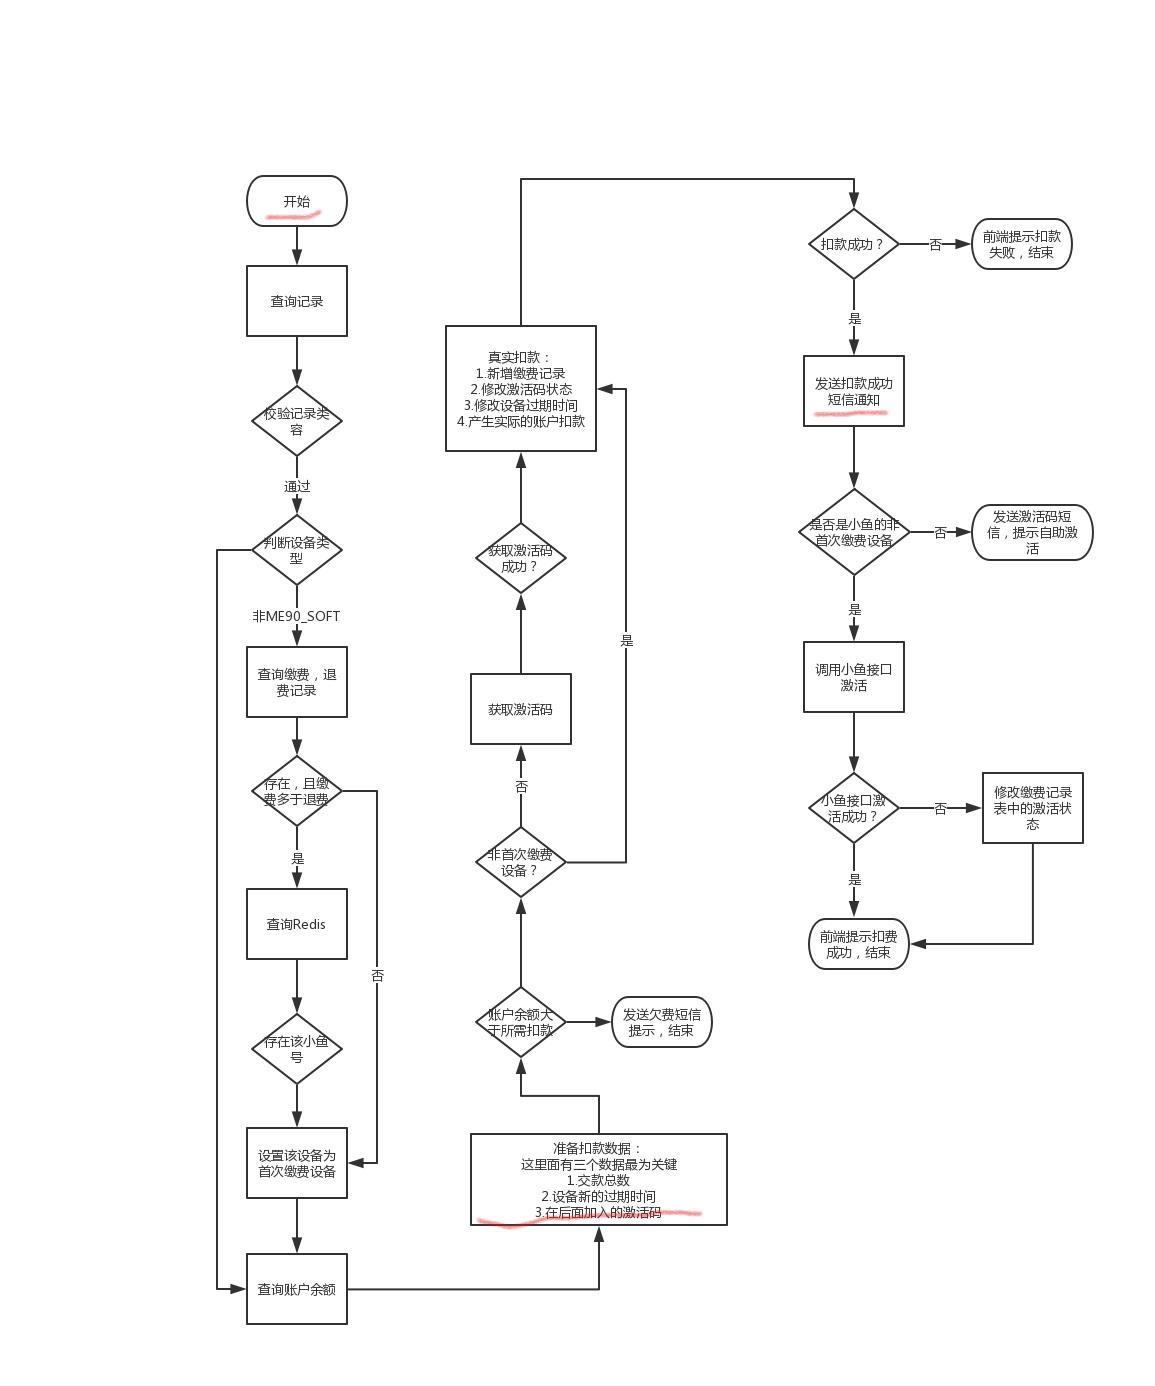 开始
查询记录
校验记录类
容
通过
判断设备类
型
非ME90_SOFT
查询缴费，退
费记录
存在，且缴
费多于退费
是
否
查询Redis
存在该小鱼
号
设置该设备为
首次缴费设备
查询账户余额
准备扣款数据：
这里面有三个数据最为关键
1.交款总数
2.设备新的过期时间
3.在后面加入的激活码
账户余额大
于所需扣款
发送欠费短信
提示，结束
非首次缴费
设备？
否
是
获取激活码
获取激活码
成功？
真实扣款：
1.新增缴费记录
2.修改激活码状态
3.修改设备过期时间
4.产生实际的账户扣款
扣款成功？
否
前端提示扣款
失败，结束
是
发送扣款成功
短信通知
是否是小鱼的非
首次缴费设备
否
发送激活码短
信，提示自助激
活
是
调用小鱼接口
激活
小鱼接口激
活成功？
否
修改缴费记录
表中的激活状
态
是
前端提示扣费
成功，结束